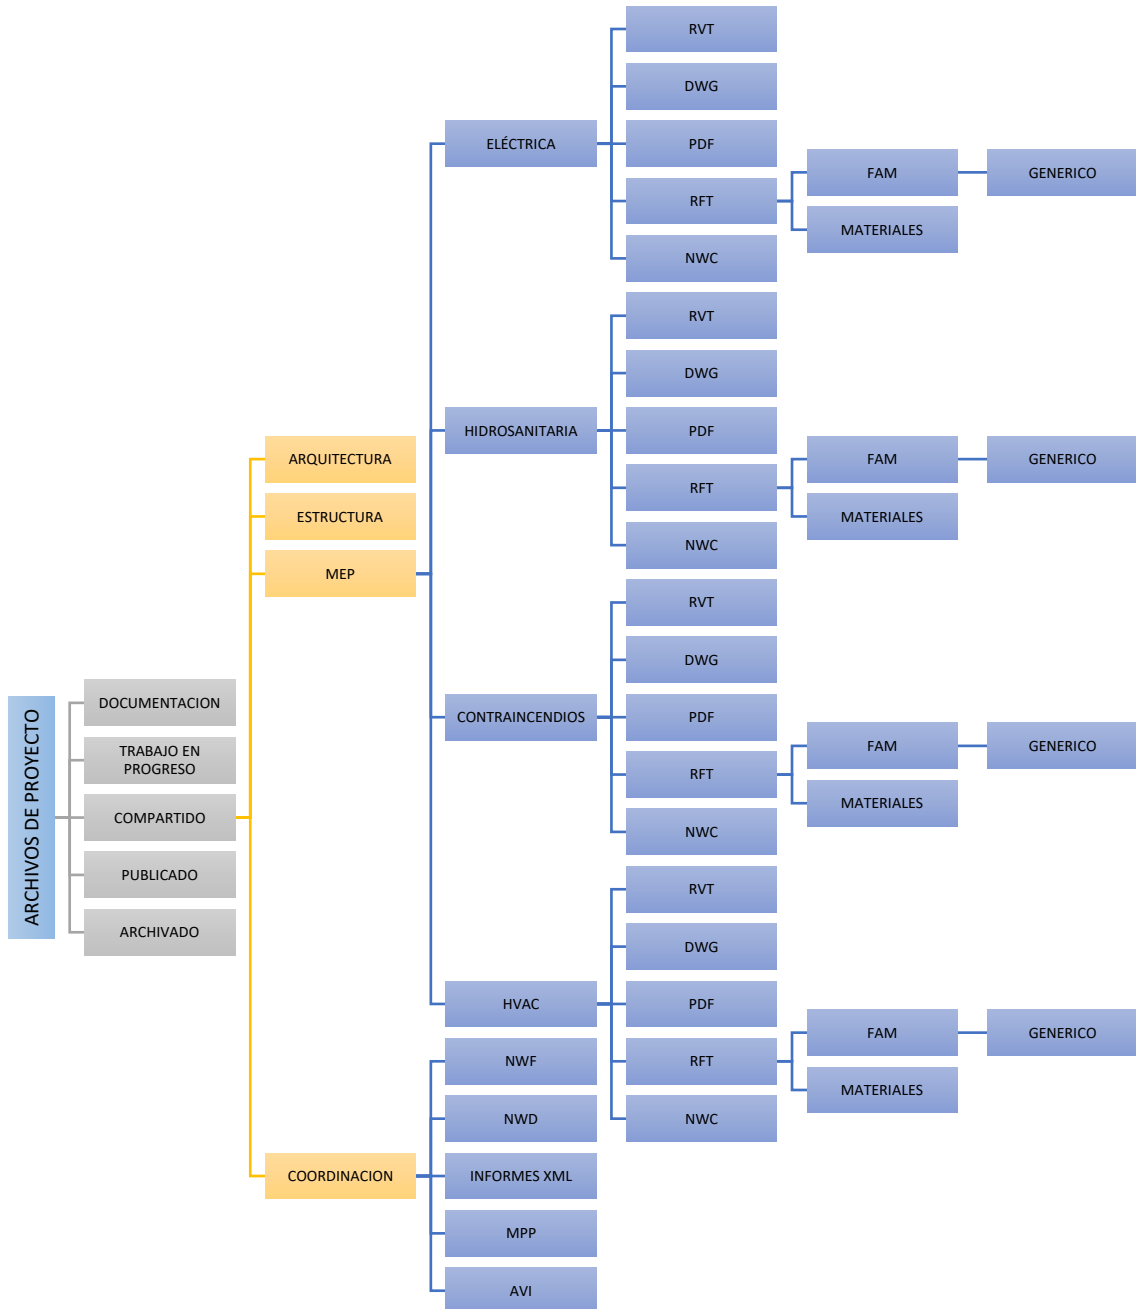 ARCHIVOS DE PROYECTO
DOCUMENTACION
TRABAJO EN
PROGRESO
COMPARTIDO
ARQUITECTURA
ESTRUCTURA
MEP
ELÉCTRICA
RVT
DWG
PDF
RFT
FAM
GENERICO
MATERIALES
NWC
HIDROSANITARIA
RVT
DWG
PDF
RFT
FAM
GENERICO
MATERIALES
NWC
CONTRAINCENDIOS
RVT
DWG
PDF
RFT
FAM
GENERICO
MATERIALES
NWC
HVAC
RVT
DWG
PDF
RFT
FAM
GENERICO
MATERIALES
NWC
COORDINACION
NWF
NWD
INFORMES XML
MPP
AVI
PUBLICADO
ARCHIVADO